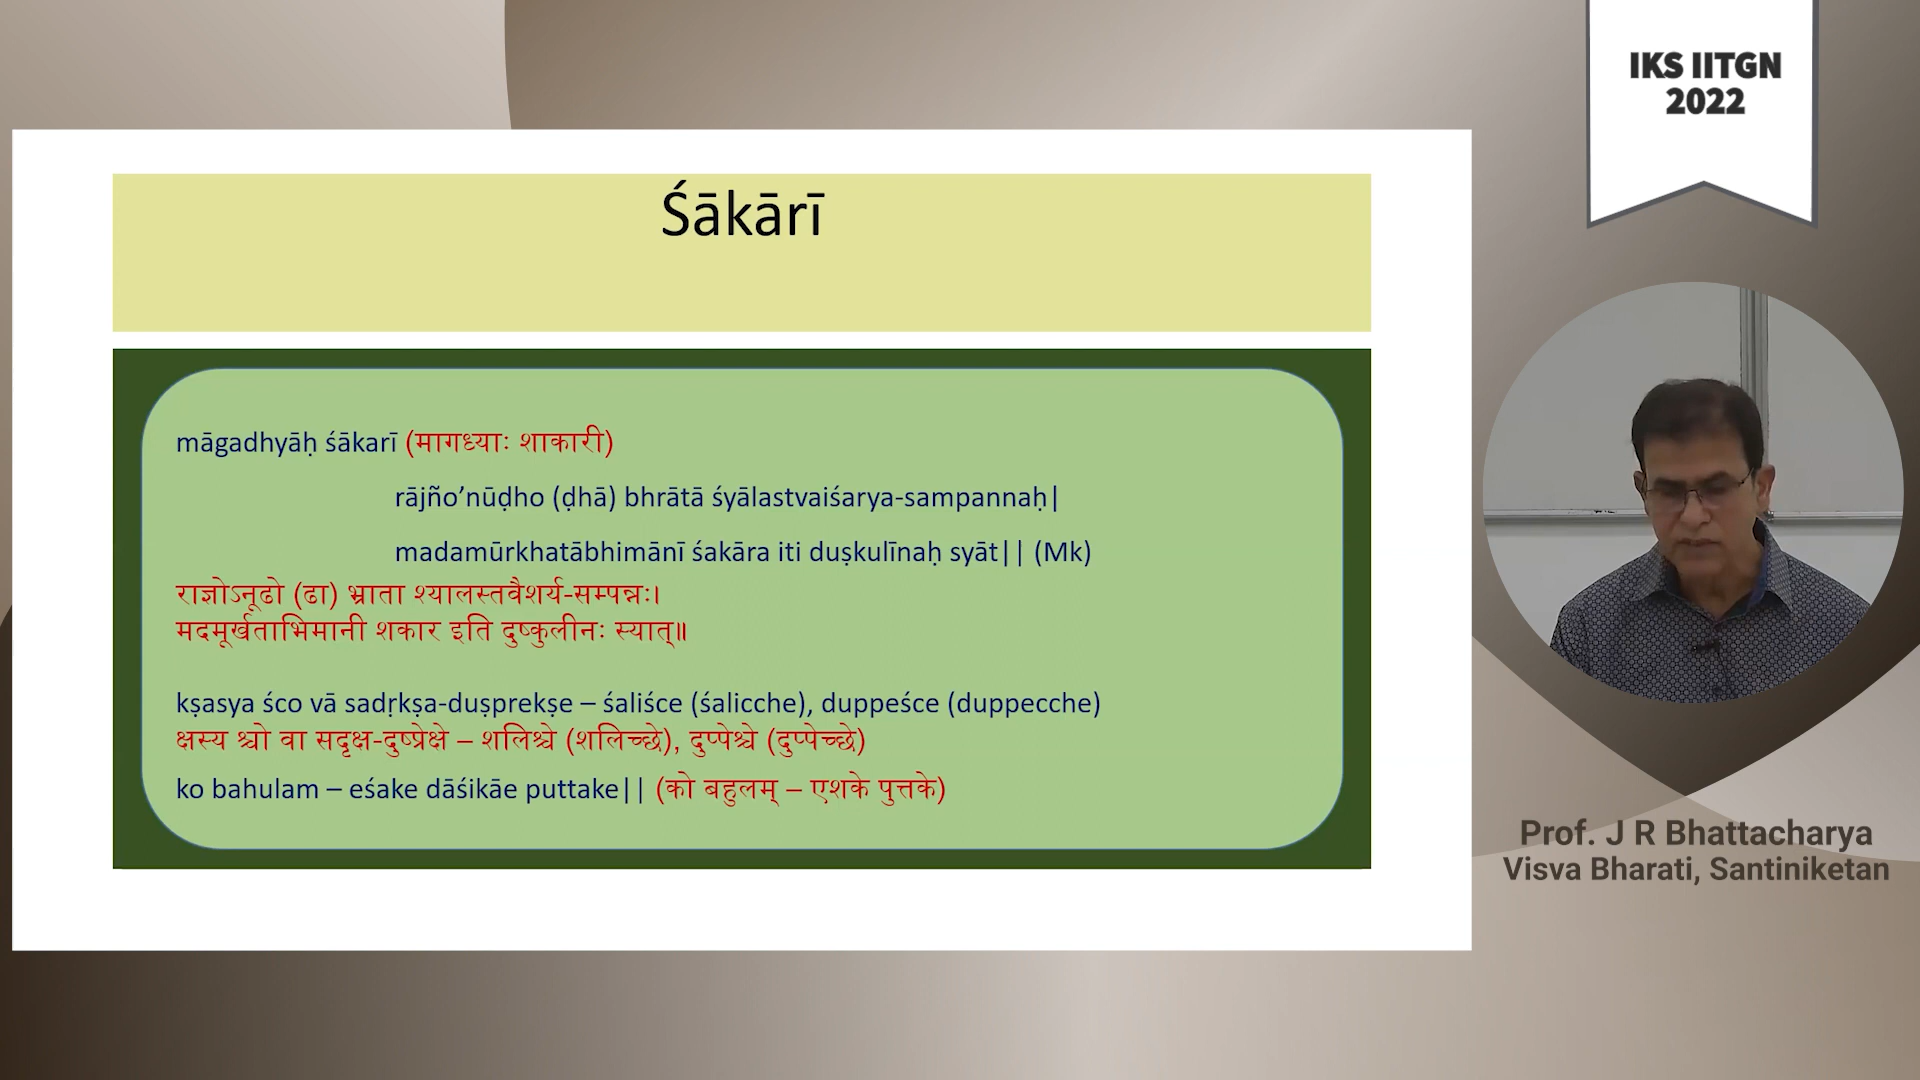 IKS IITGN
2022
Śākārī
māgadhyāḥ śākarī (मागध्याः शाकारी)
rājño’nūḍho (ḍhā) bhrātā śyālastvaiśarya-sampannaḥ|
madamūrkhatābhimānī śakāra iti duṣkulīnaḥ syāt|| (Mk)
राज्ञोऽनूढो (ढा) भ्राता श्यालस्तवैशर्य-सम्पन्नः।
मदमूर्खताभिमानी शकार इति दुष्कुलीनः स्यात्॥
kṣasya śco vā sadṛkṣa-duṣprekṣe – śaliśce (śalicche), duppeśce (duppecche)
क्षस्य श्चो वा सदृक्ष-दुष्प्रेक्षे – शलिश्चे (शलिच्छे), दुप्पेश्चे (दुप्पेच्छे)
ko bahulam – eśake dāśikāe puttake|| (को बहुलम् – एशके पुत्तके)
Prof. J R Bhattacharya
Visva Bharati, Santiniketan